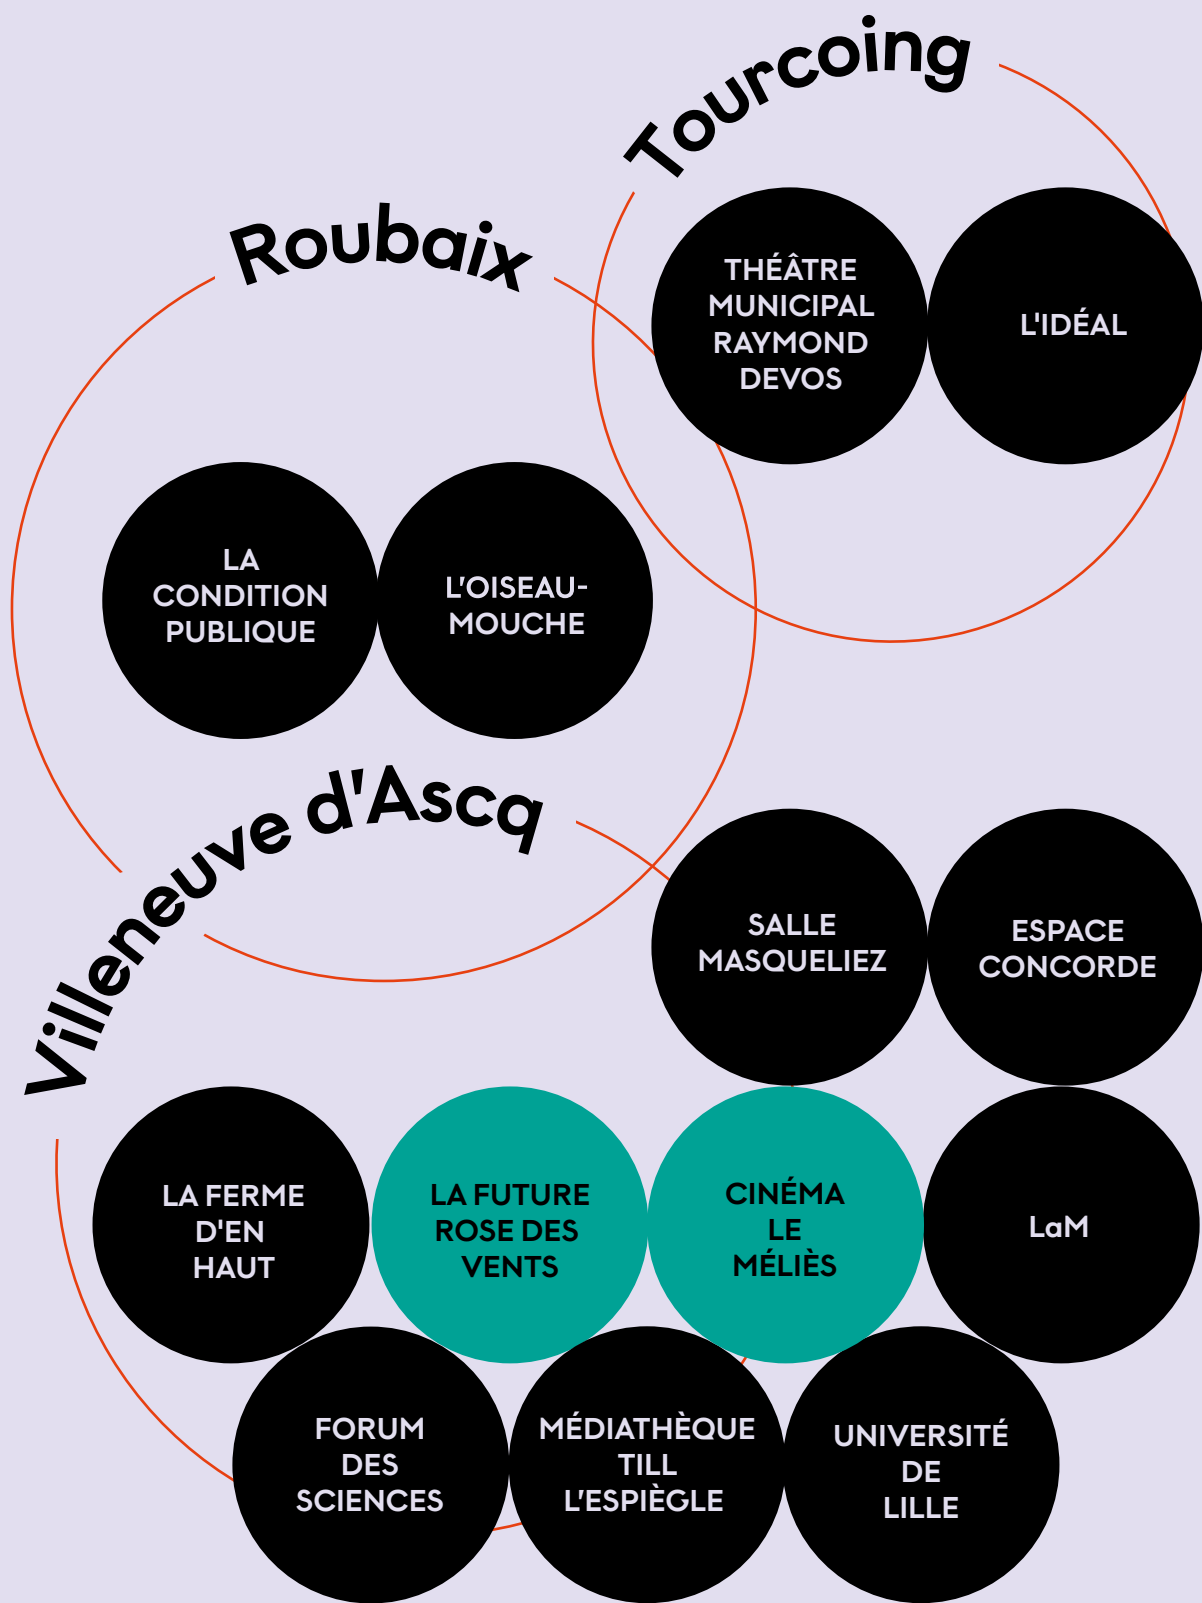 Tourcoing
THÉÂTRE
MUNICIPAL
RAYMOND
DEVOS
L'IDÉAL
Roubaix
LA
CONDITION
PUBLIQUE
L'OISEAU-
MOUCHE
Villeneuve d'Ascq
SALLE
MASQUELIEZ
ESPACE
CONCORDE
LA FERME
D'EN
HAUT
LA FUTURE
ROSE DES
VENTS
CINÉMA
LE
MÉLIÈS
LaM
FORUM
DES
SCIENCES
MÉDIATHÈQUE
TILL
L'ESPIÈGLE
UNIVERSITÉ
DE
LILLE